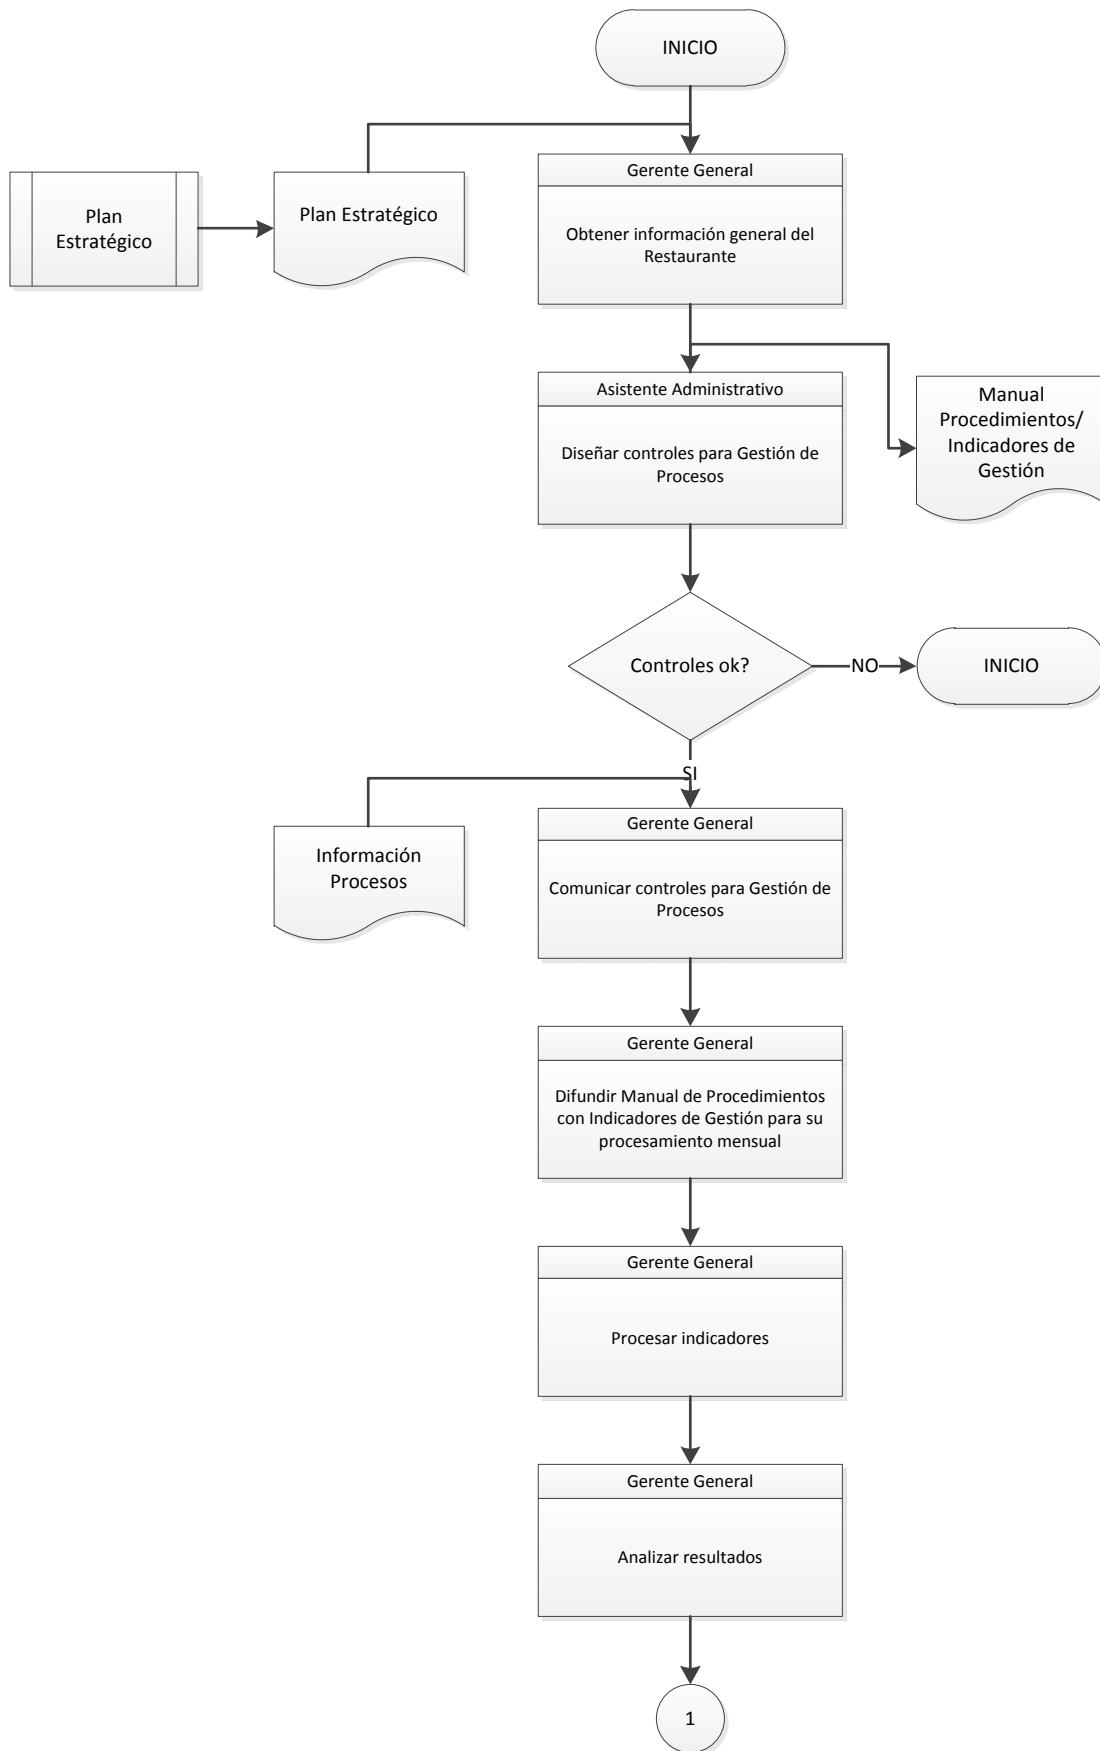 INICIO
Plan
Estratégico
Plan Estratégico
Gerente General
Obtener información general del
Restaurante
Asistente Administrativo
Diseñar controles para Gestión de
Procesos
Manual
Procedimientos/
Indicadores de
Gestión
Controles ok?
NO
INICIO
SI
Información
Procesos
Gerente General
Comunicar controles para Gestión de
Procesos
Gerente General
Difundir Manual de Procedimientos
con Indicadores de Gestión para su
procesamiento mensual
Gerente General
Procesar indicadores
Gerente General
Analizar resultados
1